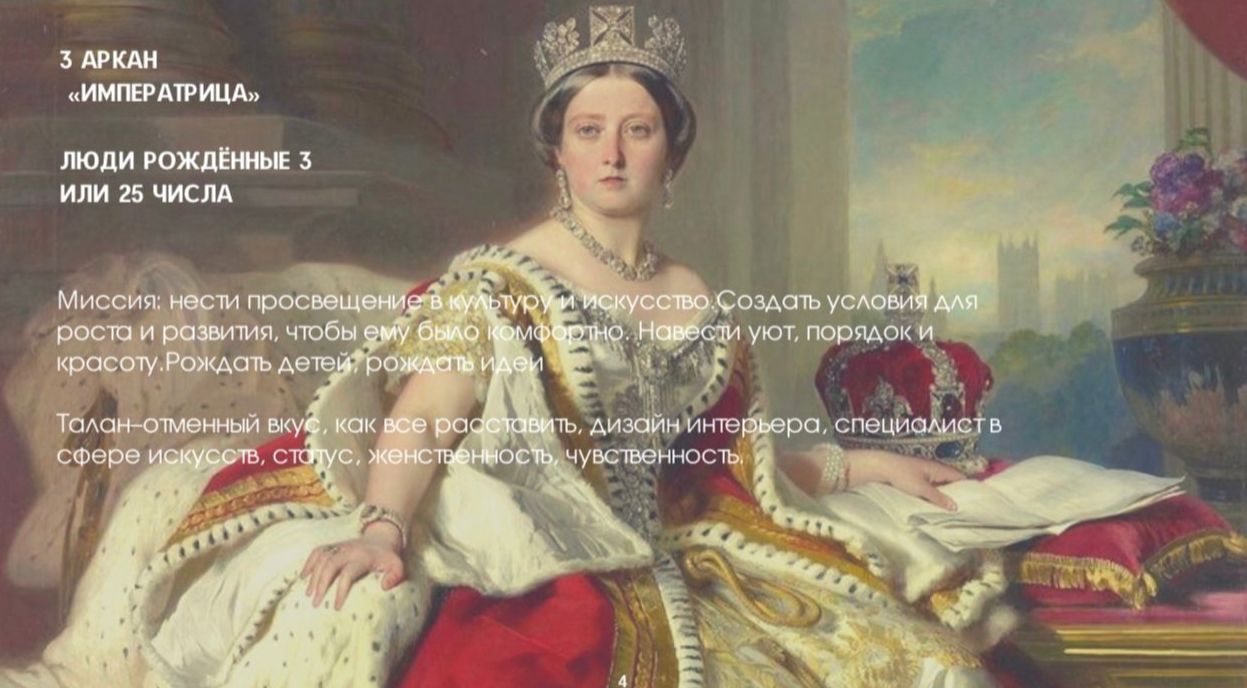 3 АРКАН
«ИМПЕРАТРИЦА»
ЛЮДИ РОЖДЁННЫЕ 3
ИЛИ 25 ЧИСЛА
Миссия: нести просвещение в культуру и искусство.Создать условия для
роста и развития, чтобы ему было комфортно. Навести уют, порядок и
красоту.Рождать детей, рождать идеи
Талан-отменный вкус, как все расставить, дизайн интерьера, специалист в
сфере искусств, статус, женственность, чувственность.
4